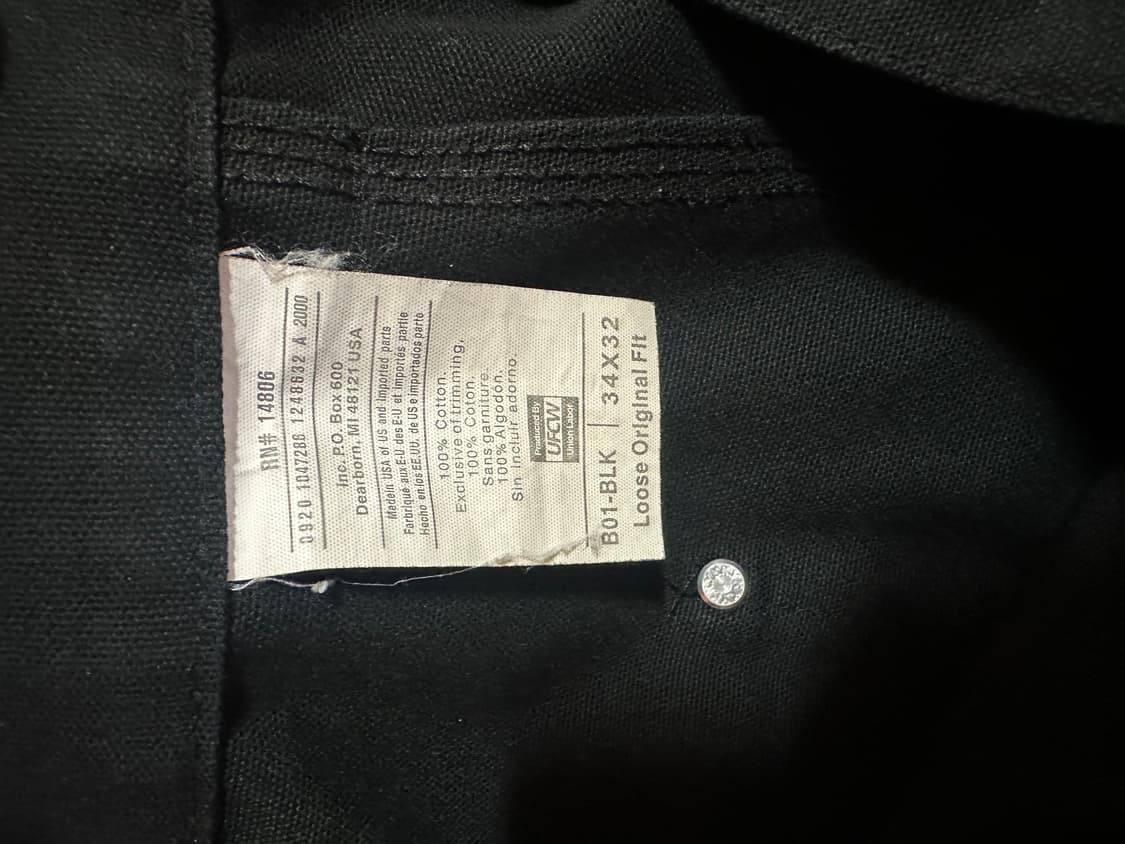 RN# 14806
0920 1047286 1248632 A 2000
Inc. P.O. Box 600
Dearborn, MI 48121 USA
Madein USA of US and imported parts
Farbrique aux E-U. des E-U. et importés partie
Hecho en los EE.UU. de US e importados parte
100% Cotton.
Exclusive of trimming.
100% Coton.
Sans garniture.
100% Algodón.
Sin incluir adorno.
Produced By
UFCW
Union Labor
B01-BLK | 34X32
Loose Original Fit